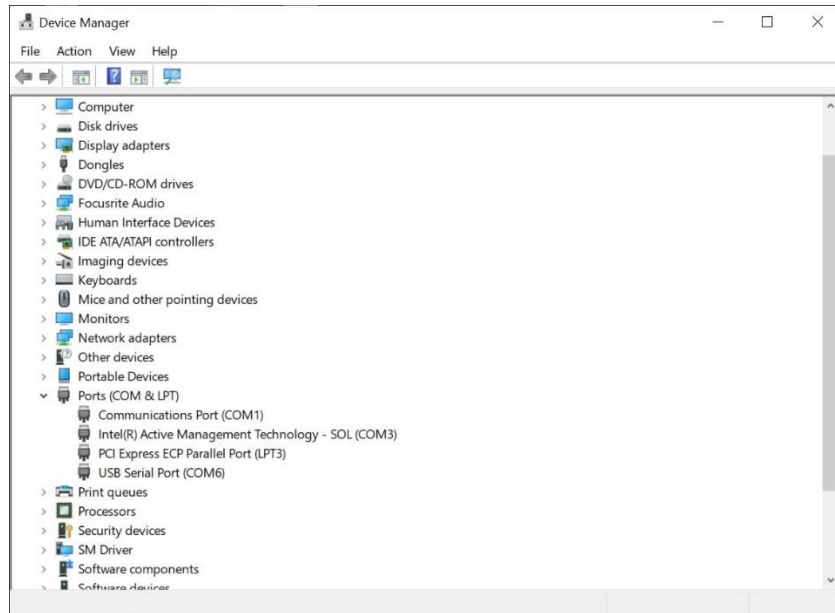 Device Manager
File Action View Help
Computer
Disk drives
Display adapters
Dongles
DVD/CD-ROM drives
Focusrite Audio
Human Interface Devices
IDE ATA/ATAPI controllers
Imaging devices
Keyboards
Mice and other pointing devices
Monitors
Network adapters
Other devices
Portable Devices
Ports (COM & LPT)
Communications Port (COM1)
Intel(R) Active Management Technology - SOL (COM3)
PCI Express ECP Parallel Port (LPT3)
USB Serial Port (COM6)
Print queues
Processors
Security devices
SM Driver
Software components
Software devices